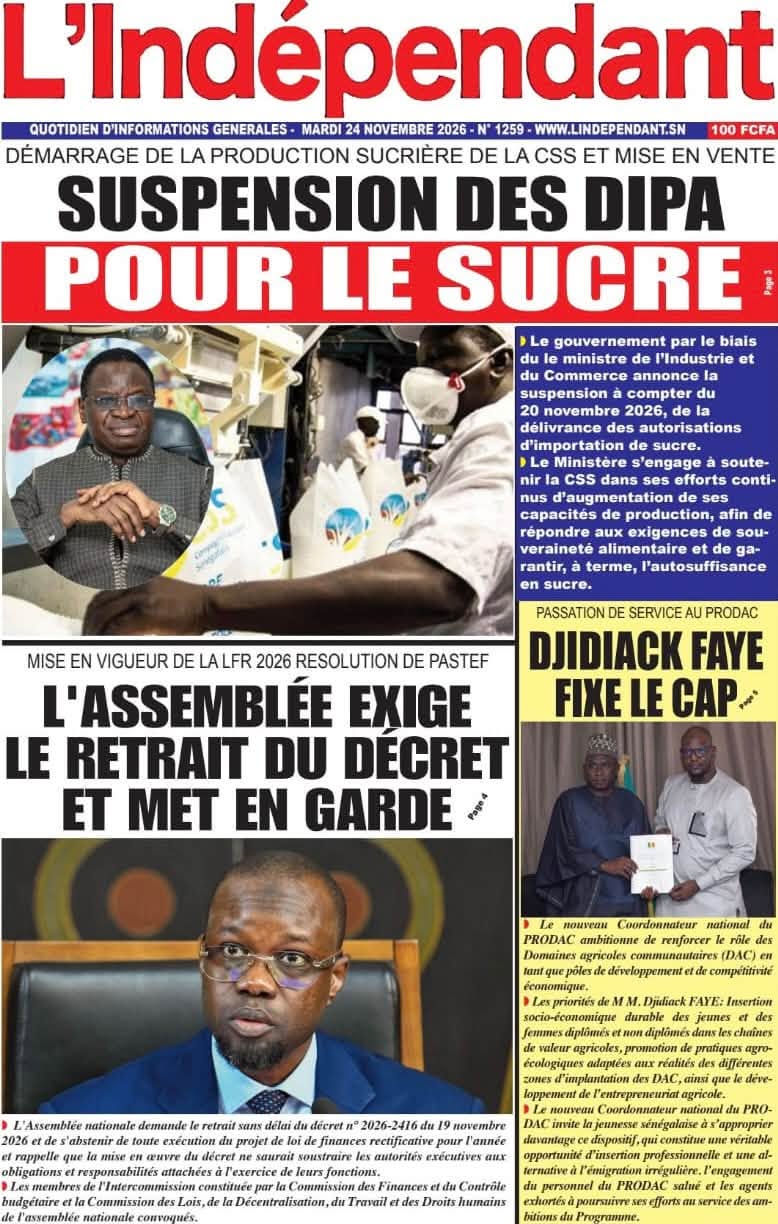 L'Indépendant
QUOTIDIEN D'INFORMATIONS GENERALES - MARDI 24 NOVEMBRE 2026 - N° 1259 - WWW.LINDEPENDANT.SN
100 FCFA
DÉMARRAGE DE LA PRODUCTION SUCRIÈRE DE LA CSS ET MISE EN VENTE
SUSPENSION DES DIPA
POUR LE SUCRE
Page 3
Le gouvernement par le biais
du le ministre de l'Industrie et
du Commerce annonce la
suspension à compter du
20 novembre 2026, de la
délivrance des autorisations
d'importation de sucre.
Le Ministère s'engage à soute-
nir la CSS dans ses efforts conti-
nus d'augmentation de ses
capacités de production, afin de
répondre aux exigences de sou-
veraineté alimentaire et de ga-
rantir, à terme, l'autosuffisance
en sucre.
MISE EN VIGUEUR DE LA LFR 2026 RESOLUTION DE PASTEF
L'ASSEMBLÉE EXIGE
LE RETRAIT DU DÉCRET
ET MET EN GARDE
Page 4
L'Assemblée nationale demande le retrait sans délai du décret n° 2026-2416 du 19 novembre
2026 et de s'abstenir de toute exécution du projet de loi de finances rectificative pour l'année
et rappelle que la mise en œuvre du décret ne saurait soustraire les autorités exécutives aux
obligations et responsabilités attachées à l'exercice de leurs fonctions.
Les membres de l'Intercommission constituée par la Commission des Finances et du Contrôle
budgétaire et la Commission des Lois, de la Décentralisation, du Travail et des Droits humains
de l'assemblée nationale convoqués.
PASSATION DE SERVICE AU PRODAC
DJIDIACK FAYE
FIXE LE CAP
Page 5
Le nouveau Coordonnateur national du
PRODAC ambitionne de renforcer le rôle des
Domaines agricoles communautaires (DAC) en
tant que pôles de développement et de compétitivité
économique.
Les priorités de M M. Djidiack FAYE: Insertion
socio-économique durable des jeunes et des
femmes diplômés et non diplômés dans les chaînes
de valeur agricoles, promotion de pratiques agro-
écologiques adaptées aux réalités des différentes
zones d'implantation des DAC, ainsi que le déve-
loppement de l'entrepreneuriat agricole.
Le nouveau Coordonnateur national du PRO-
DAC invite la jeunesse sénégalaise à s'approprier
davantage ce dispositif, qui constitue une véritable
opportunité d'insertion professionnelle et une al-
ternative à l'émigration irrégulière. l'engagement
du personnel du PRODAC salué et les agents
exhortés à poursuivre ses efforts au service des am-
bitions du Programme.